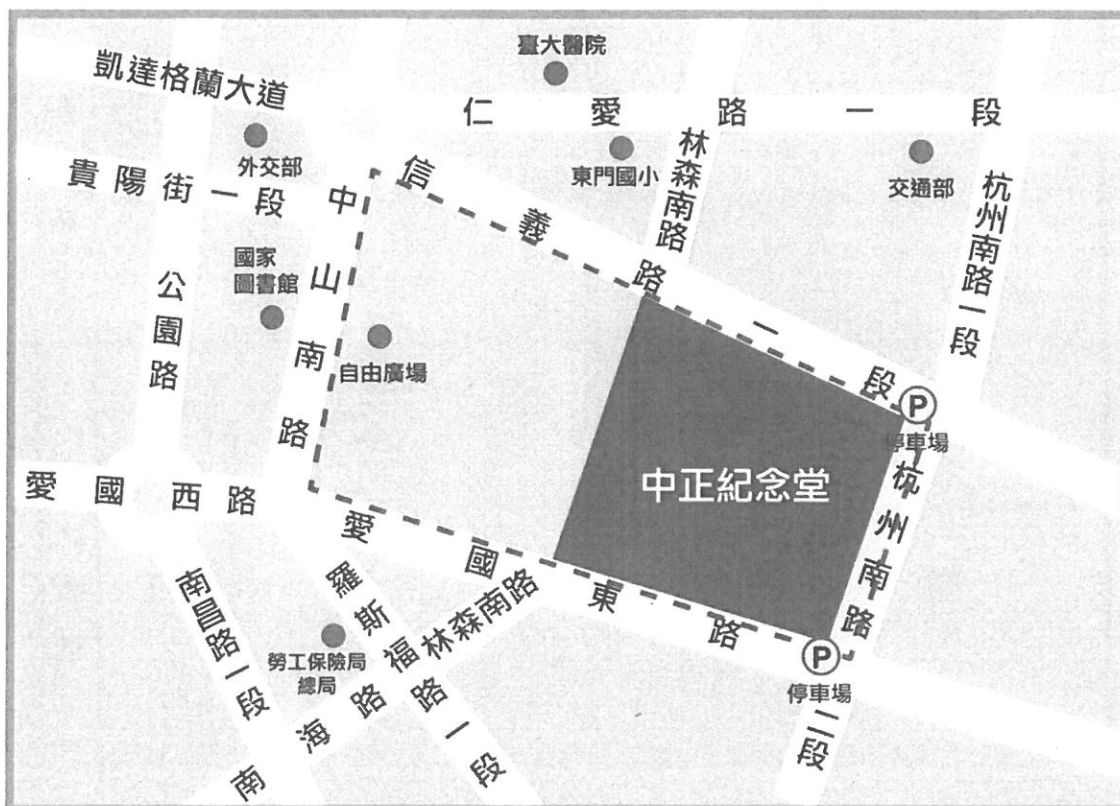 臺大醫院
凱達格蘭大道
仁愛路一段
外交部
東門國小
林森南路
交通部
杭州南路一段
貴陽街一段
中山南路
信義路一段
國家
圖書館
公園路
自由廣場
P
停車場
中正紀念堂
杭州南路二段
愛國西路
愛國東路
南昌路一段
羅斯福路一段
林森南路
勞工保險局
總局
南海路
P
停車場